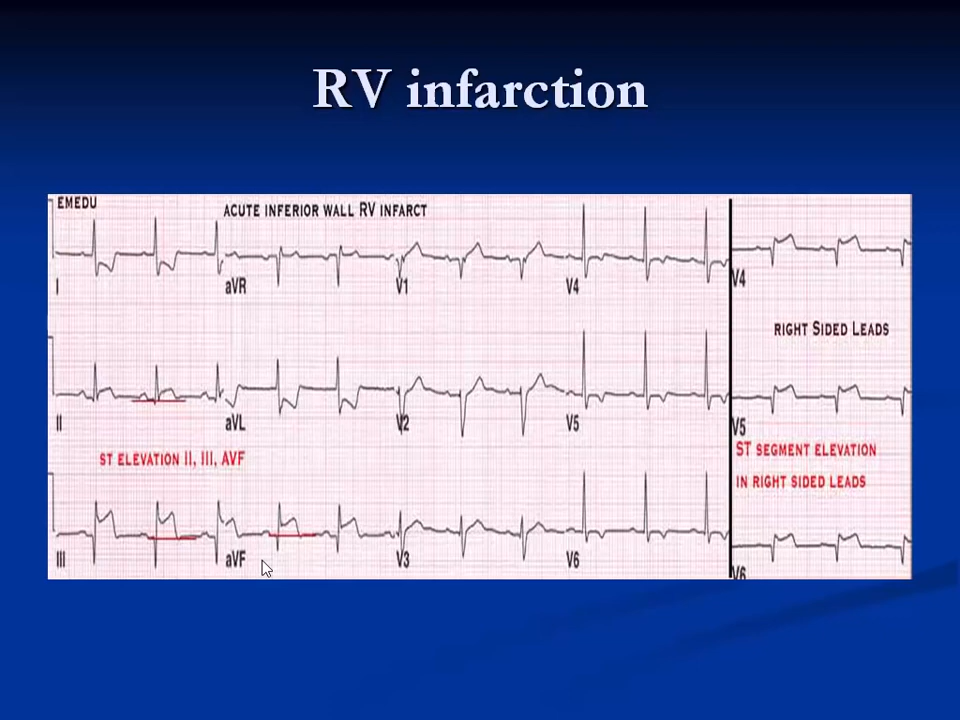 RV infarction
EMEDU
ACUTE INFERIOR WALL RV INFARCT
I
aVR
V1
V4
V4
RIGHT SIDED LEADS
II
aVL
V2
V5
V5
ST ELEVATION II, III, AVF
ST SEGMENT ELEVATION
IN RIGHT SIDED LEADS
III
aVF
V3
V6
V6